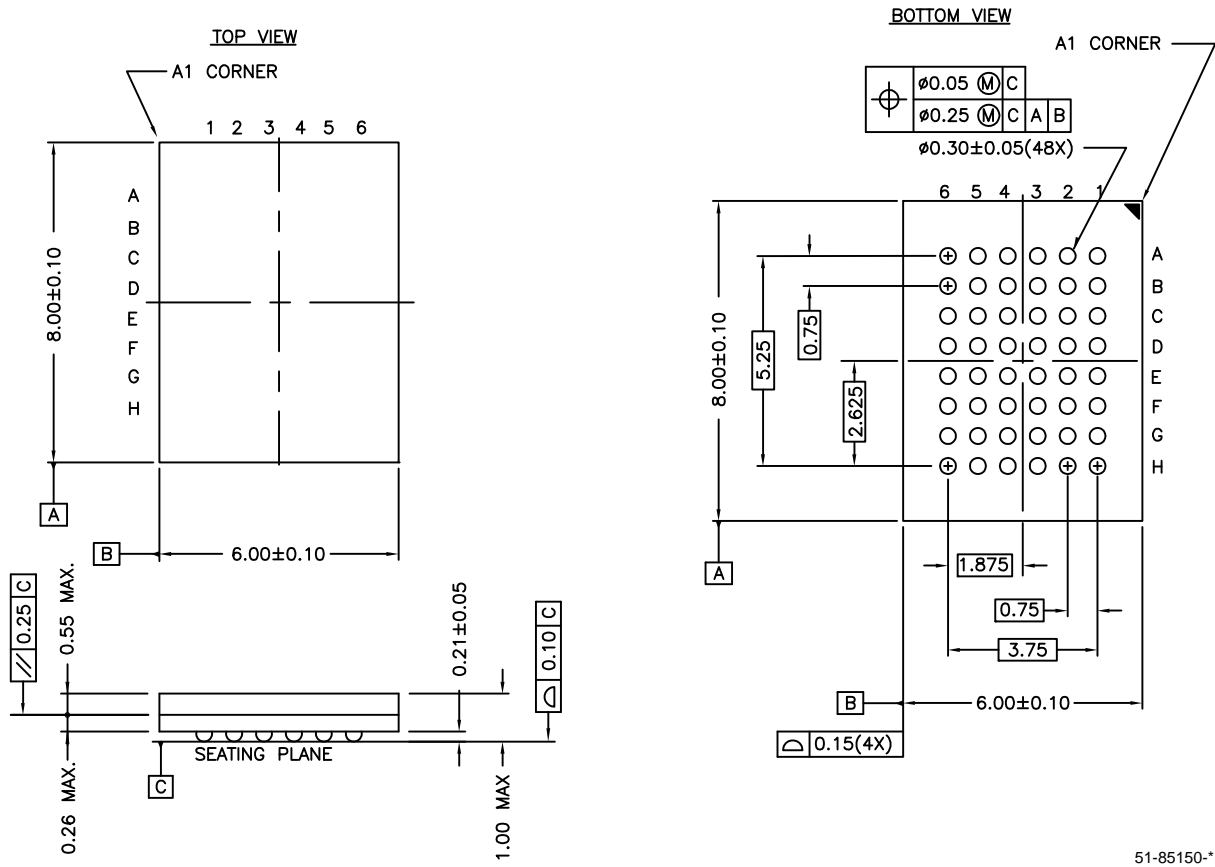 TOP VIEW
A1 CORNER
1 2 3 4 5 6
A
B
C
D
E
F
G
H
8.00±0.10
A
B
6.00±0.10
// 0.25 C
0.55 MAX.
0.26 MAX.
0.21±0.05
0.10 C
1.00 MAX
SEATING PLANE
C
BOTTOM VIEW
A1 CORNER
ø0.05 Ⓜ C
ø0.25 Ⓜ C A B
ø0.30±0.05(48X)
6 5 4 3 2 1
A
B
C
D
E
F
G
H
8.00±0.10
5.25
0.75
2.625
A
1.875
0.75
3.75
B
6.00±0.10
0.15(4X)
51-85150-*